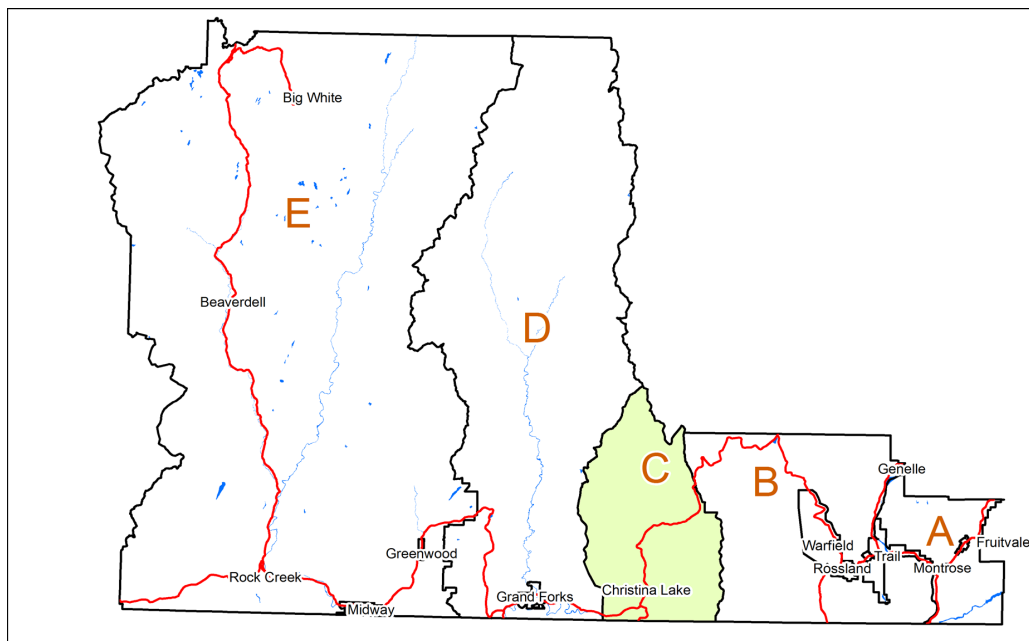 Big White
E
Beaverdell
D
C
B
Genelle
A
Warfield
Fruitvale
Greenwood
Trail
Rossland
Montrose
Rock Creek
Christina Lake
Grand Forks
Midway